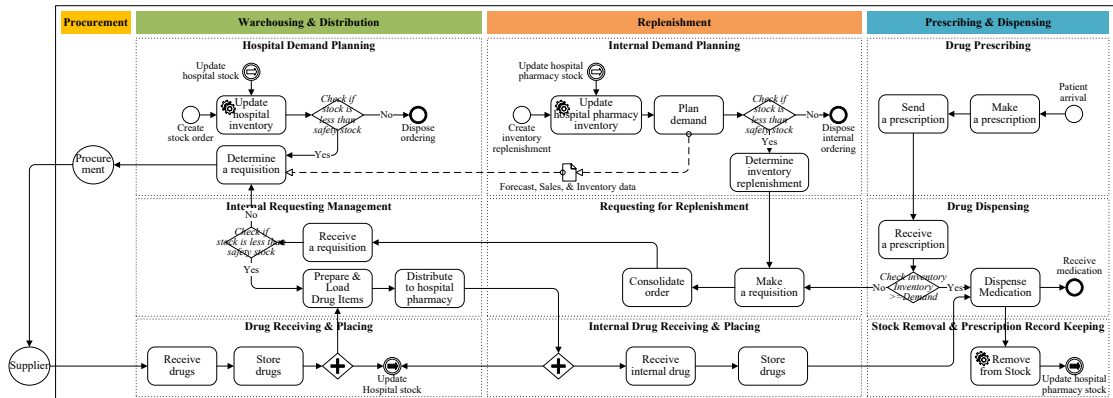 Procurement
Warehousing & Distribution
Replenishment
Prescribing & Dispensing
Hospital Demand Planning
Internal Demand Planning
Drug Prescribing
Update
hospital stock
Update
hospital
inventory
Check if
stock is
less than
safety stock
No
Dispose
ordering
Create
stock order
Yes
Determine
a requisition
Procure
ment
Update hospital
pharmacy stock
Update
hospital pharmacy
inventory
Plan
demand
Check if
stock is
less than
safety stock
No
Dispose
internal
ordering
Create
inventory
replenishment
Yes
Determine
inventory
replenishment
Forecast, Sales, & Inventory data
Send
a prescription
Make
a prescription
Patient
arrival
Internal Requesting Management
Requesting for Replenishment
Drug Dispensing
No
Check if
stock is less than
safety stock
Yes
Receive
a requisition
Prepare &
Load
Drug Items
Distribute
to hospital
pharmacy
Consolidate
order
Make
a requisition
Receive
a prescription
Check inventory
Inventory
>=Demand
No
Yes
Dispense
Medication
Receive
medication
Drug Receiving & Placing
Internal Drug Receiving & Placing
Stock Removal & Prescription Record Keeping
Supplier
Receive
drugs
Store
drugs
Update
Hospital stock
Receive
internal drug
Store
drugs
Remove
from Stock
Update hospital
pharmacy stock